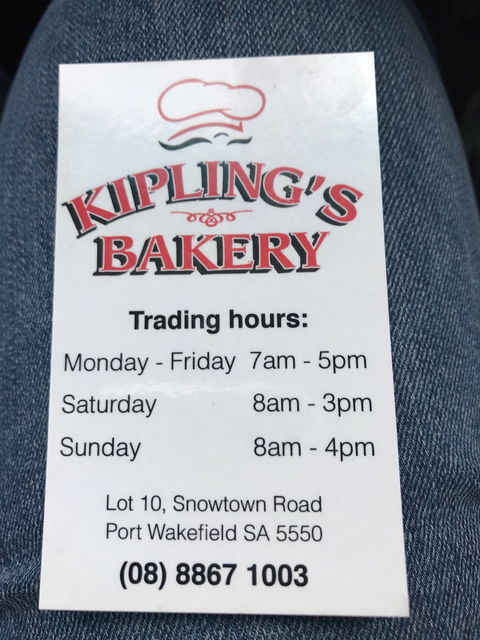 KIPLING'S
BAKERY
Trading hours:
Monday - Friday 7am - 5pm
Saturday 8am - 3pm
Sunday 8am - 4pm
Lot 10, Snowtown Road
Port Wakefield SA 5550
(08) 8867 1003